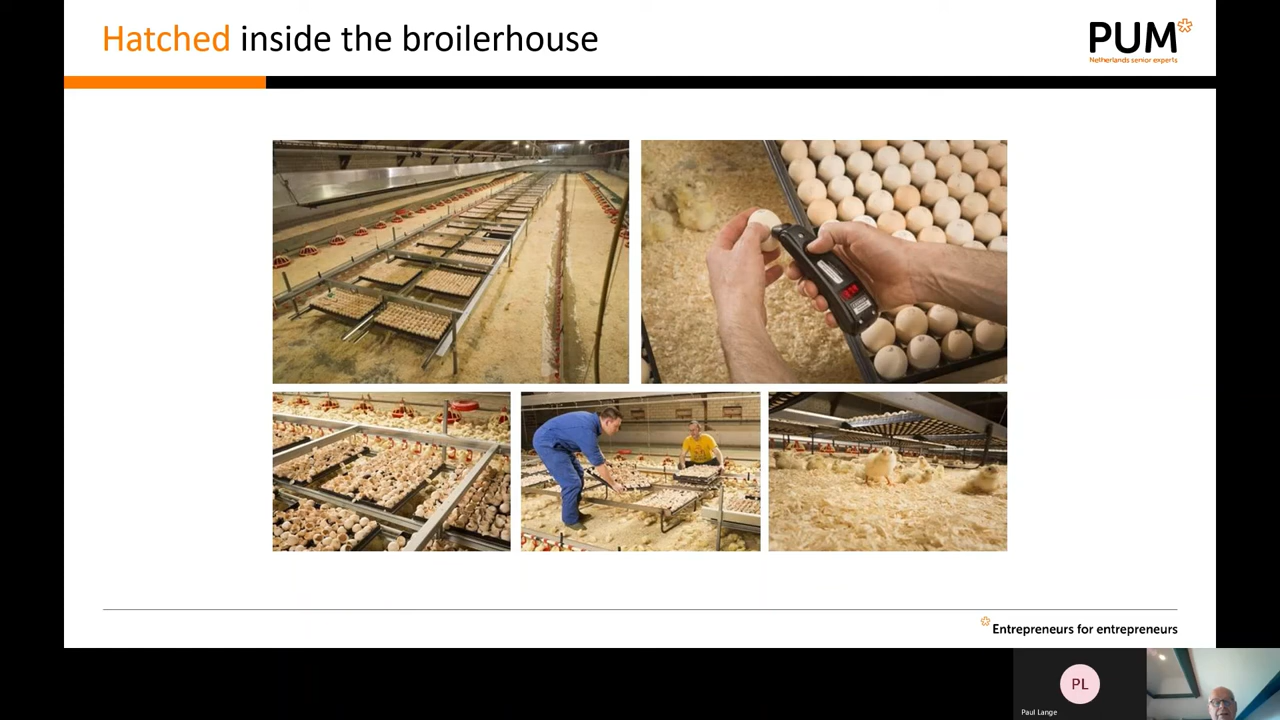 Hatched inside the broilerhouse
PUM
Netherlands senior experts
Entrepreneurs for entrepreneurs
PL
Paul Lange